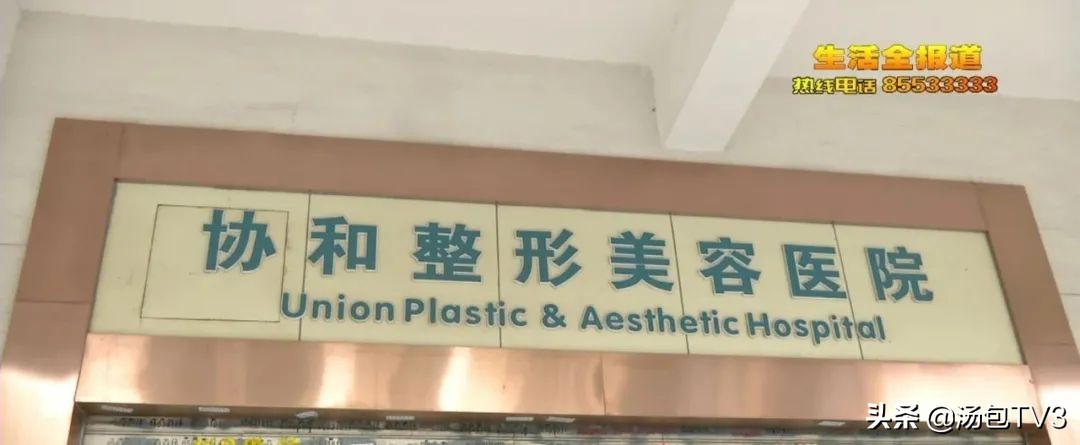 生活全报道
热线电话 85533333
协和整形美容医院
Union Plastic & Aesthetic Hospital
头条 @汤包TV3